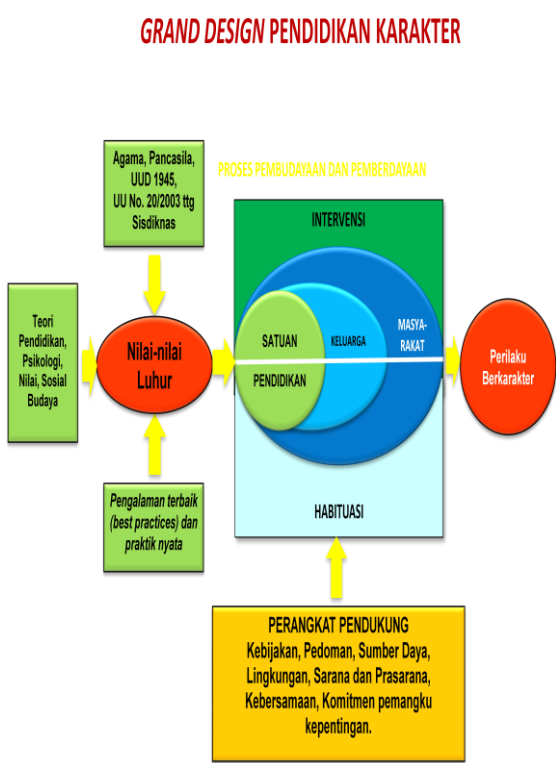 GRAND DESIGN PENDIDIKAN KARAKTER
Agama, Pancasila,
UUD 1945,
UU No. 20/2003 ttg
Sisdiknas
PROSES PEMBUDAYAAN DAN PEMBERDAYAAN
INTERVENSI
Teori
Pendidikan,
Psikologi,
Nilai, Sosial
Budaya
Nilai-nilai
Luhur
SATUAN
PENDIDIKAN
KELUARGA
MASYA-
RAKAT
Perilaku
Berkarakter
Pengalaman terbaik
(best practices) dan
praktik nyata
HABITUASI
PERANGKAT PENDUKUNG
Kebijakan, Pedoman, Sumber Daya,
Lingkungan, Sarana dan Prasarana,
Kebersamaan, Komitmen pemangku
kepentingan.